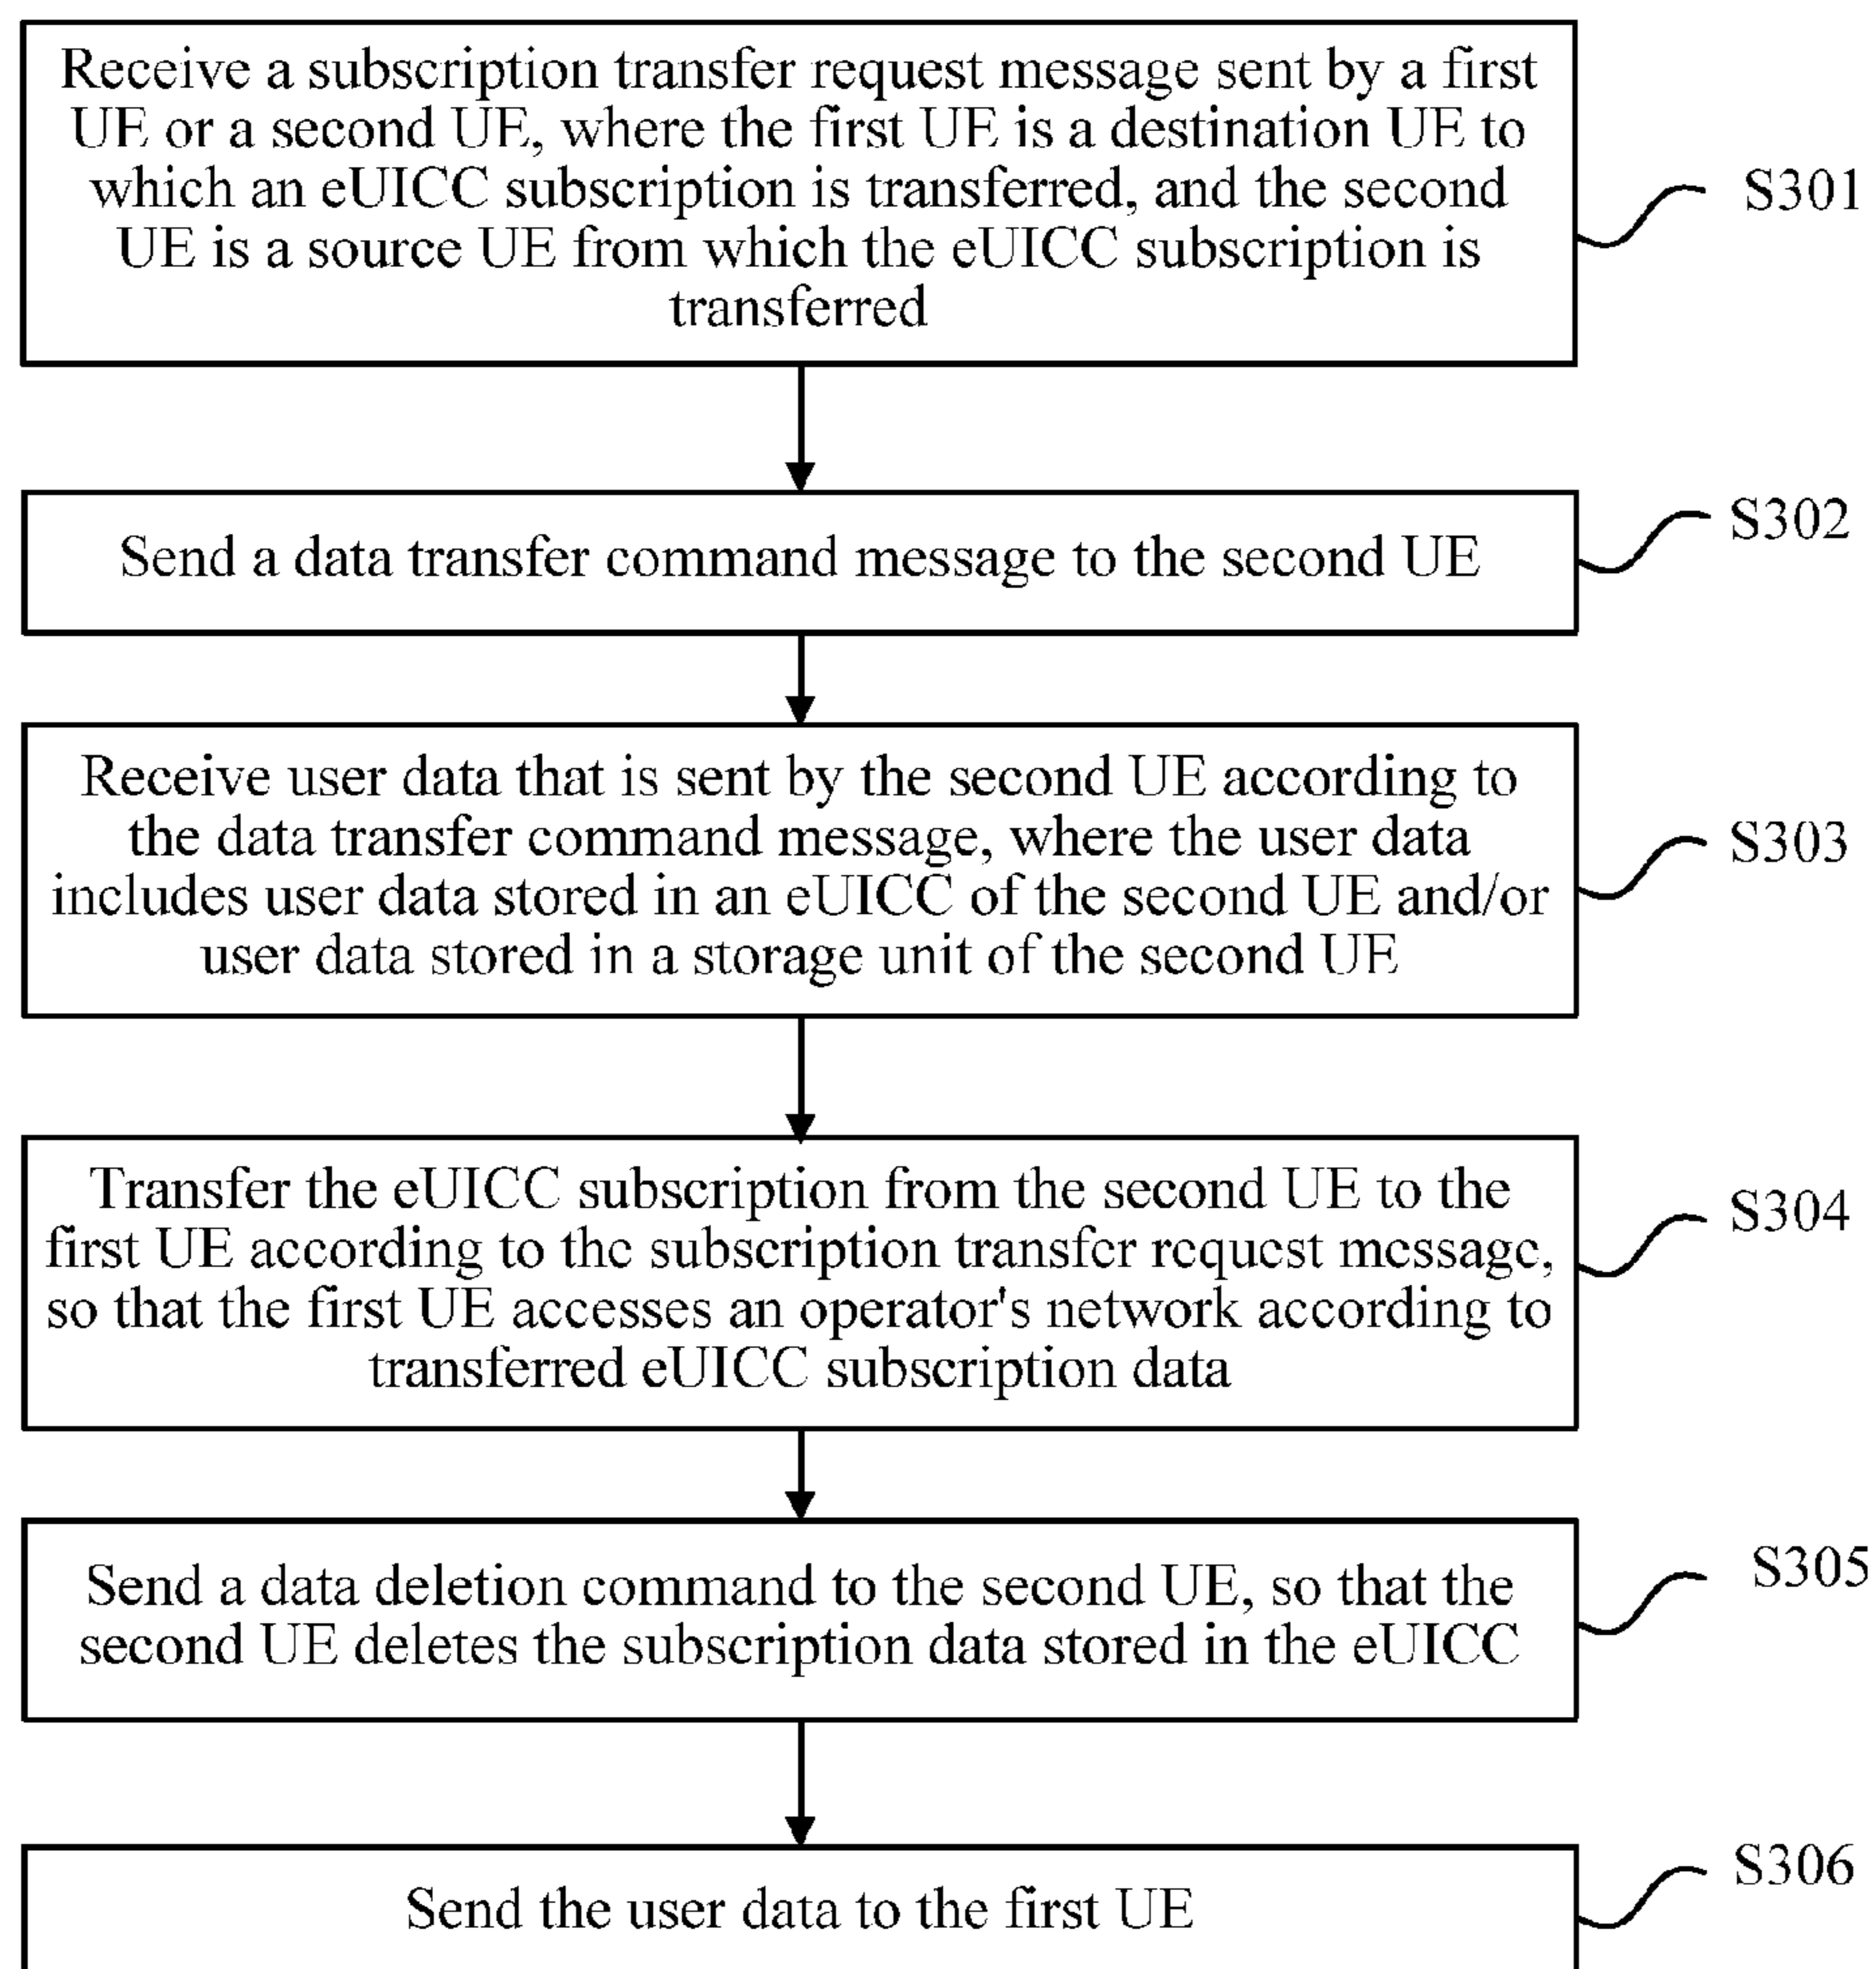 Receive a subscription transfer request message sent by a first
UE or a second UE, where the first UE is a destination UE to
which an eUICC subscription is transferred, and the second
UE is a source UE from which the eUICC subscription is
transferred
S301
Send a data transfer command message to the second UE
S302
Receive user data that is sent by the second UE according to
the data transfer command message, where the user data
includes user data stored in an eUICC of the second UE and/or
user data stored in a storage unit of the second UE
S303
Transfer the eUICC subscription from the second UE to the
first UE according to the subscription transfer request message,
so that the first UE accesses an operator's network according to
transferred eUICC subscription data
S304
Send a data deletion command to the second UE, so that the
second UE deletes the subscription data stored in the eUICC
S305
Send the user data to the first UE
S306